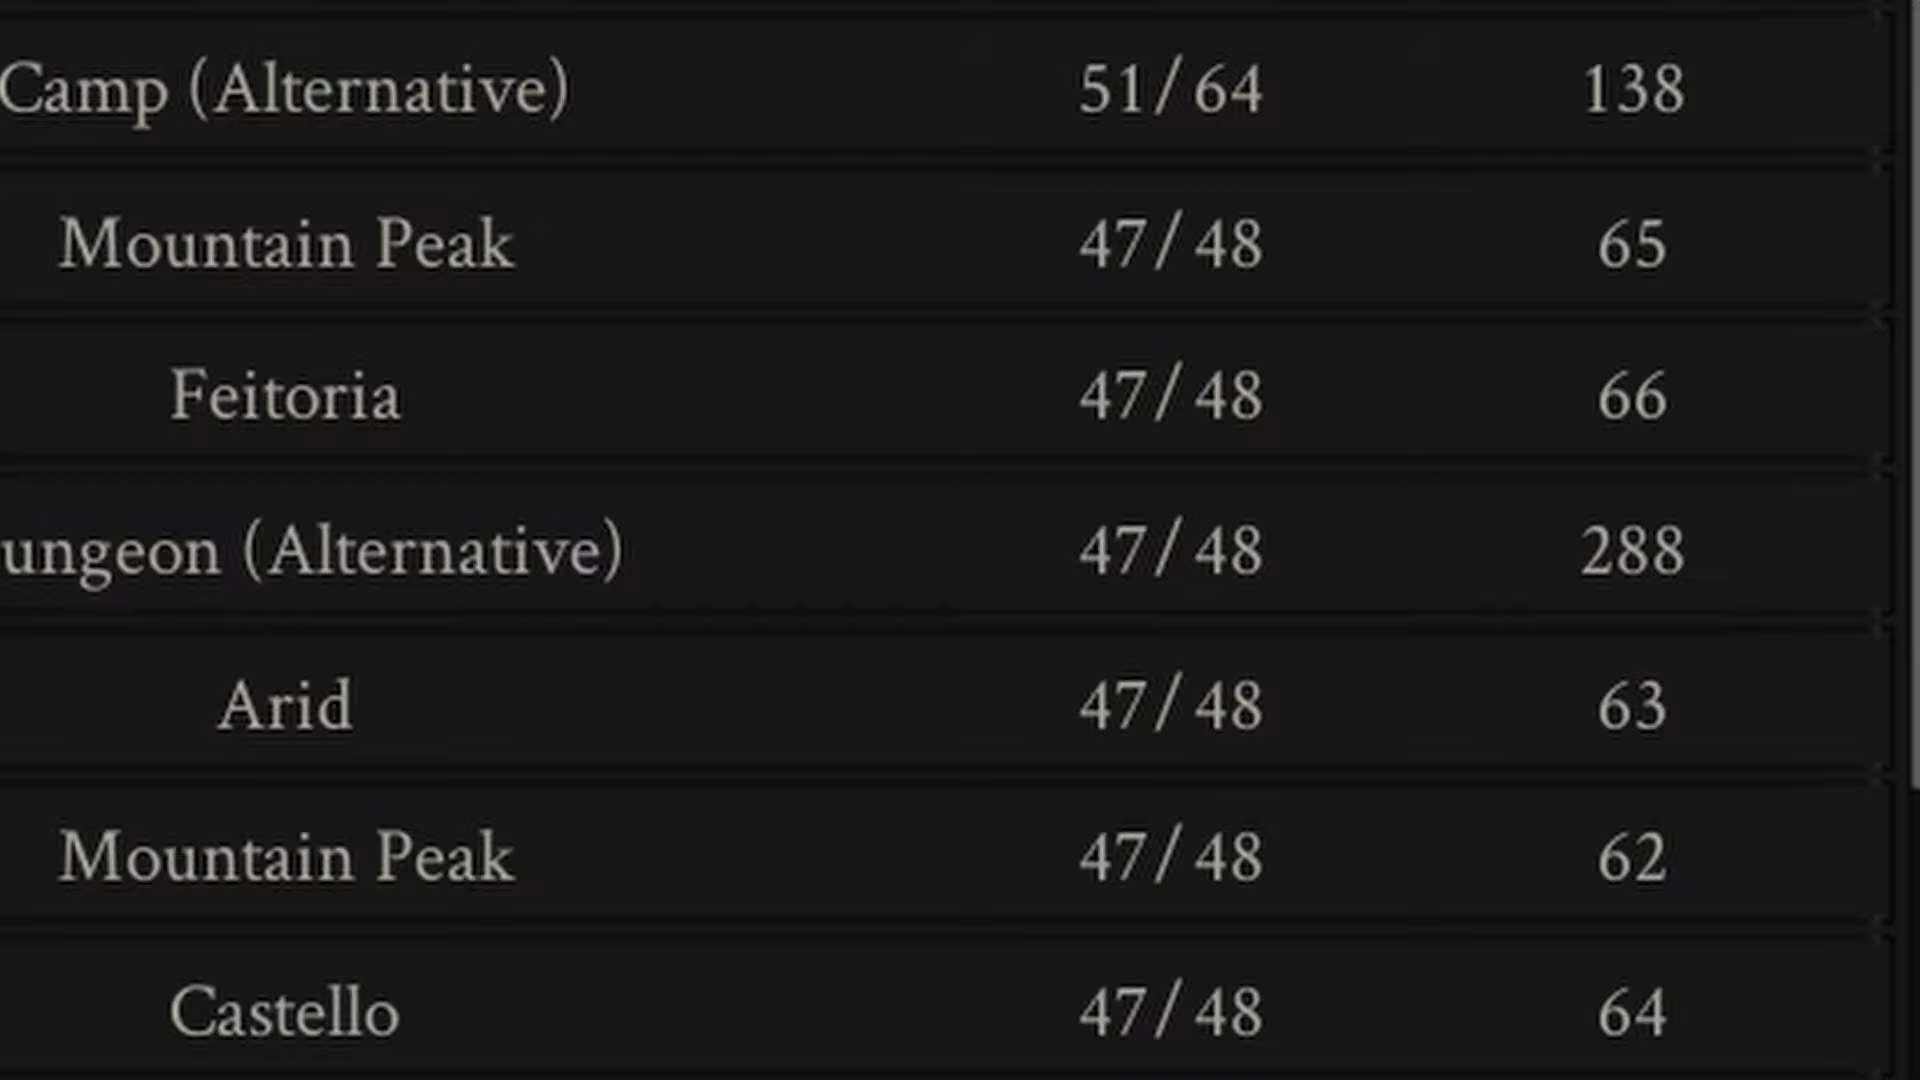 Camp (Alternative) 51/64 138
Mountain Peak 47/48 65
Feitoria 47/48 66
ungeon (Alternative) 47/48 288
Arid 47/48 63
Mountain Peak 47/48 62
Castello 47/48 64